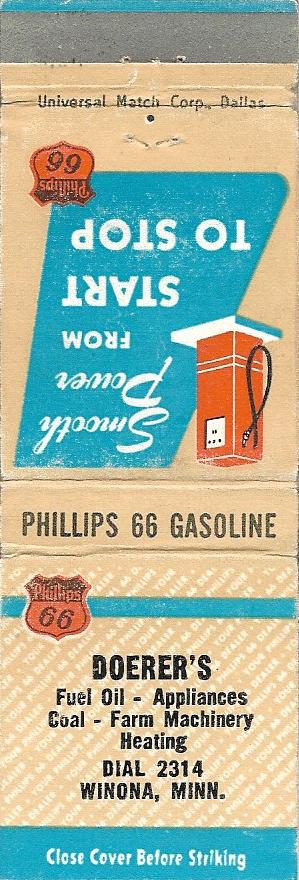 Universal Match Corp., Dallas
Phillips
66
Smooth
Power
FROM
START
TO STOP
PHILLIPS 66 GASOLINE
Phillips
66
DOERER'S
Fuel Oil - Appliances
Coal - Farm Machinery
Heating
DIAL 2314
WINONA, MINN.
Close Cover Before Striking